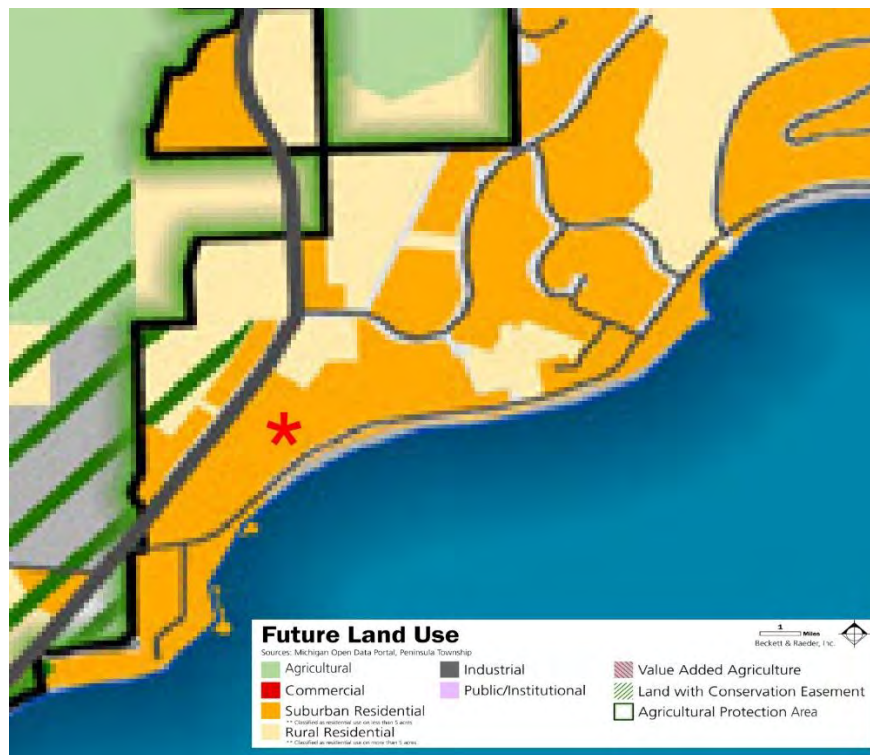 Future Land Use
Sources: Michigan Open Data Portal, Peninsula Township
1
Miles
Beckett & Raeder, Inc.
Agricultural
Commercial
Suburban Residential
** Classified as residential use on less than 5 acres
Rural Residential
** Classified as residential use on more than 5 acres
Industrial
Public/Institutional
Value Added Agriculture
Land with Conservation Easement
Agricultural Protection Area